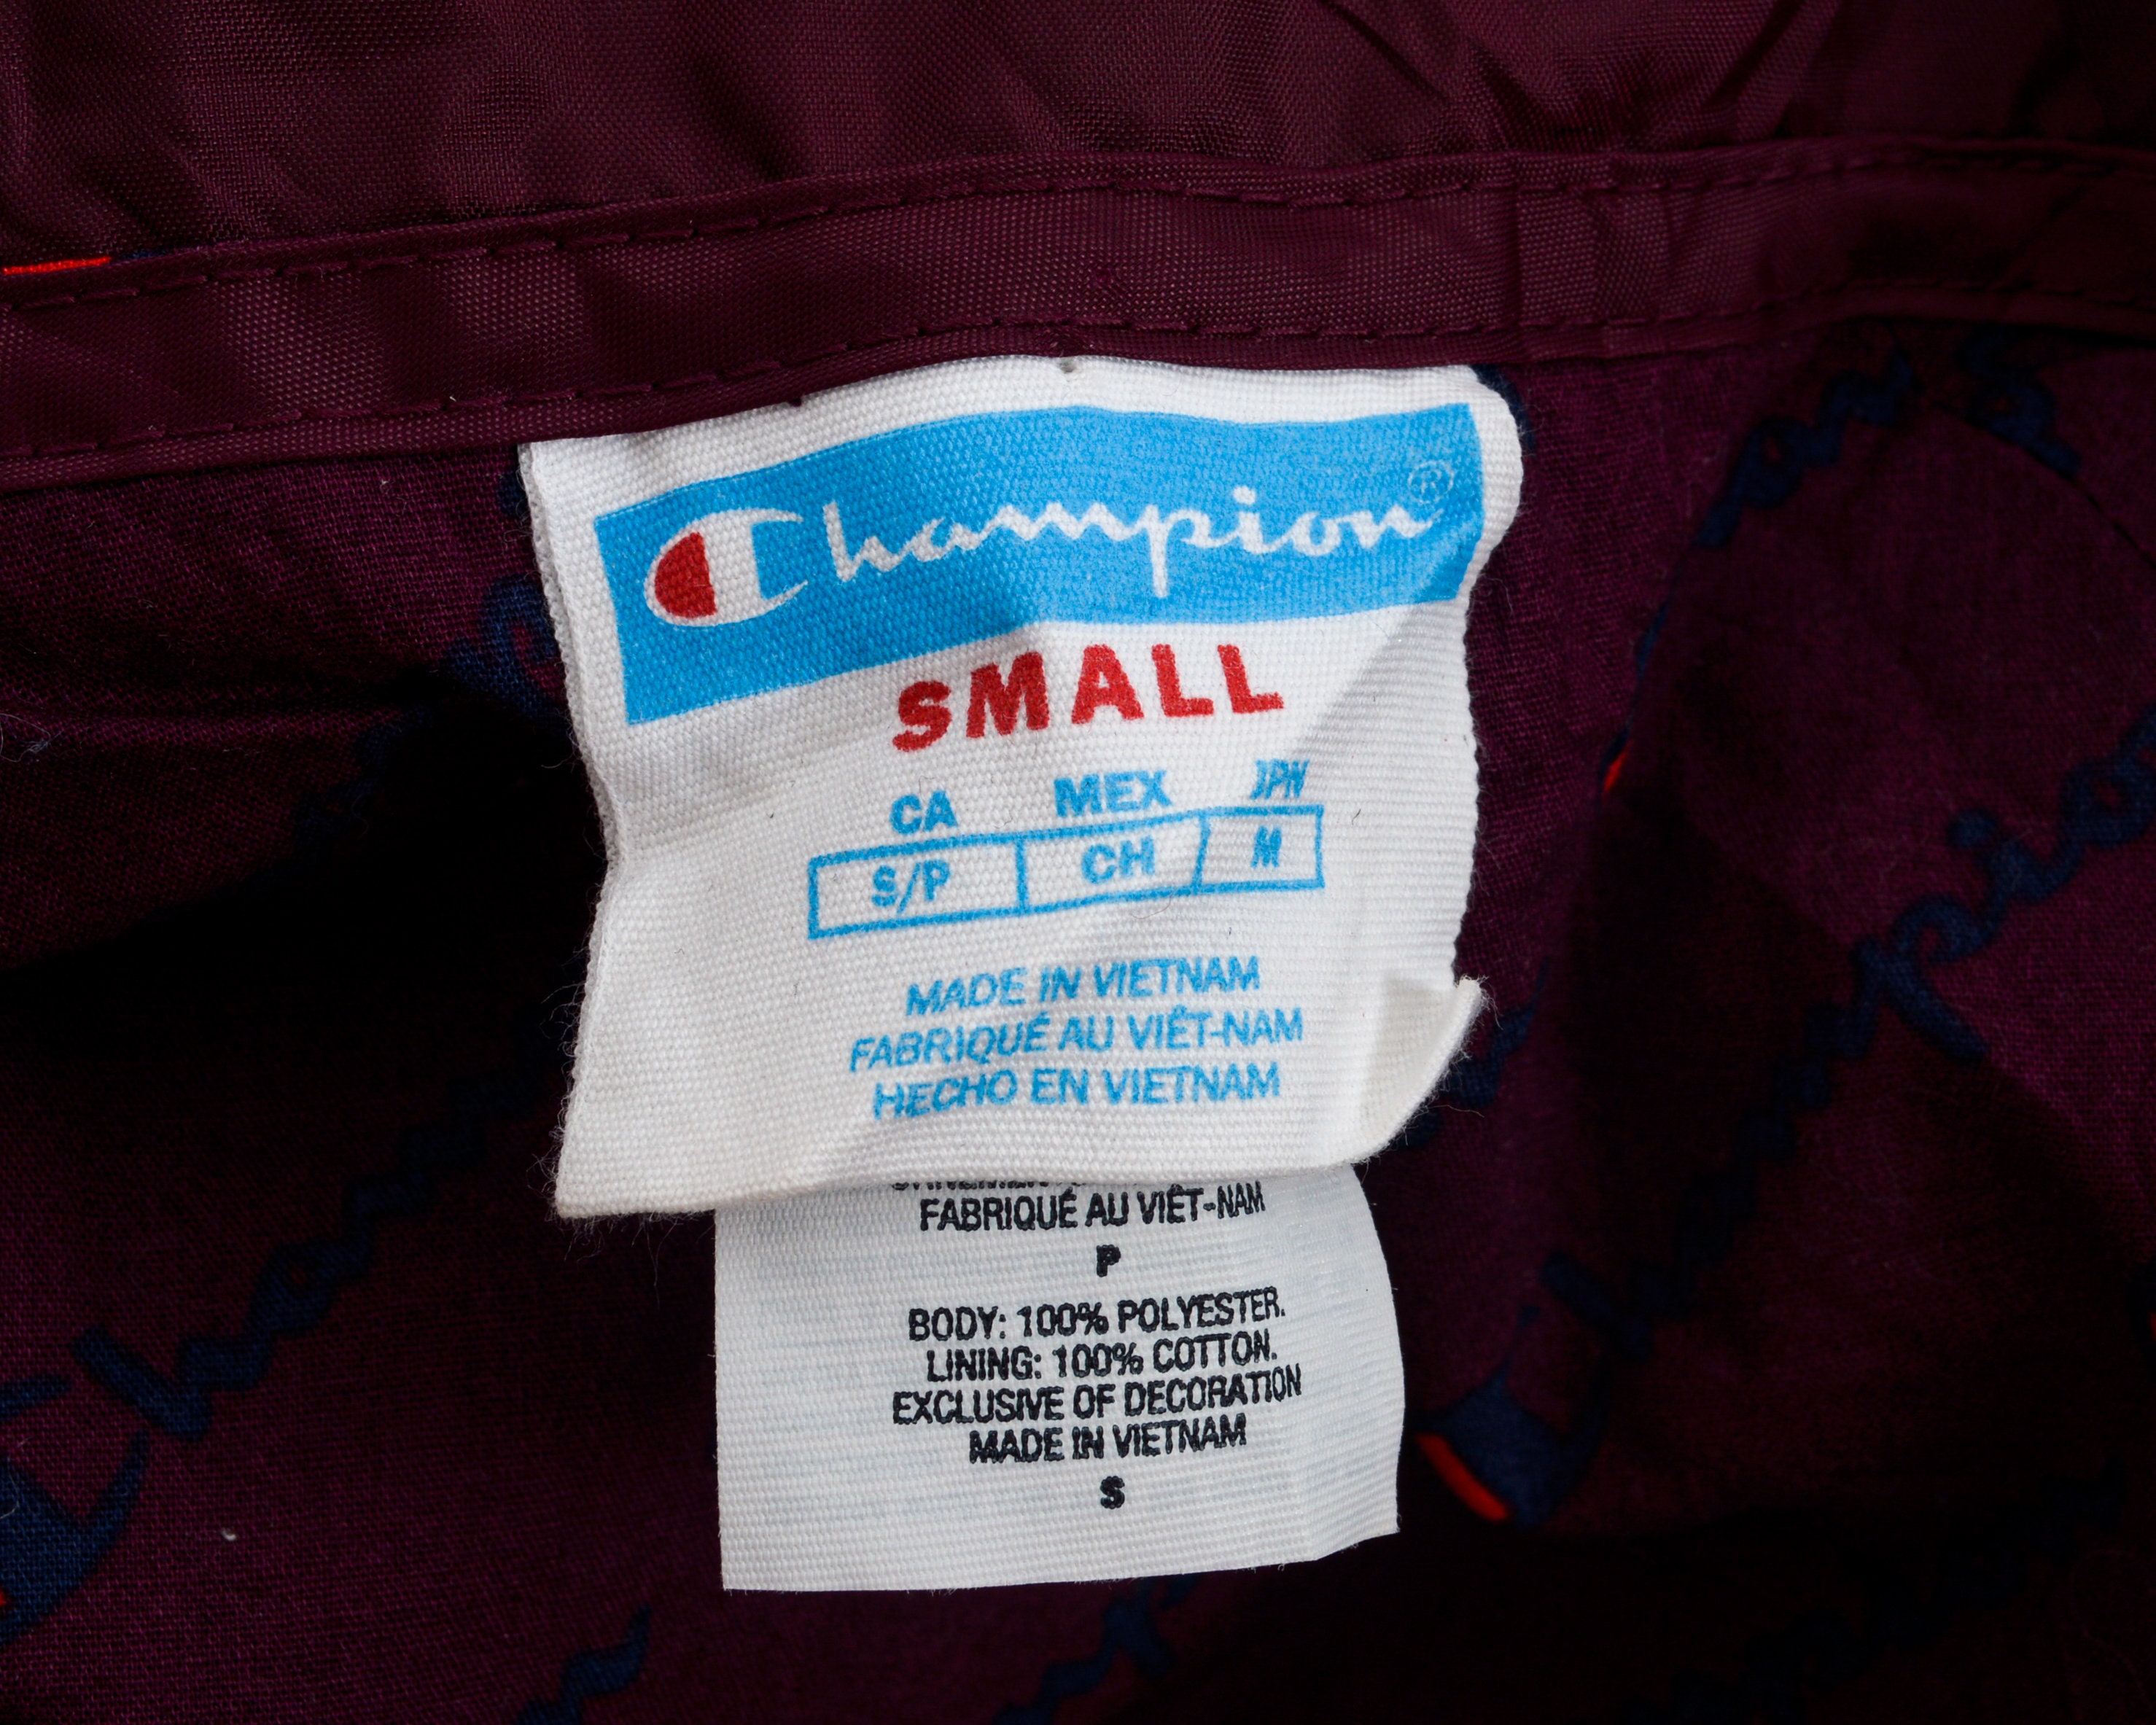 Champion®
SMALL
CA MEX JPN
S/P CH M
MADE IN VIETNAM
FABRIQUÉ AU VIÊT-NAM
HECHO EN VIETNAM
FABRIQUÉ AU VIÊT-NAM
P
BODY: 100% POLYESTER.
LINING: 100% COTTON.
EXCLUSIVE OF DECORATION
MADE IN VIETNAM
S